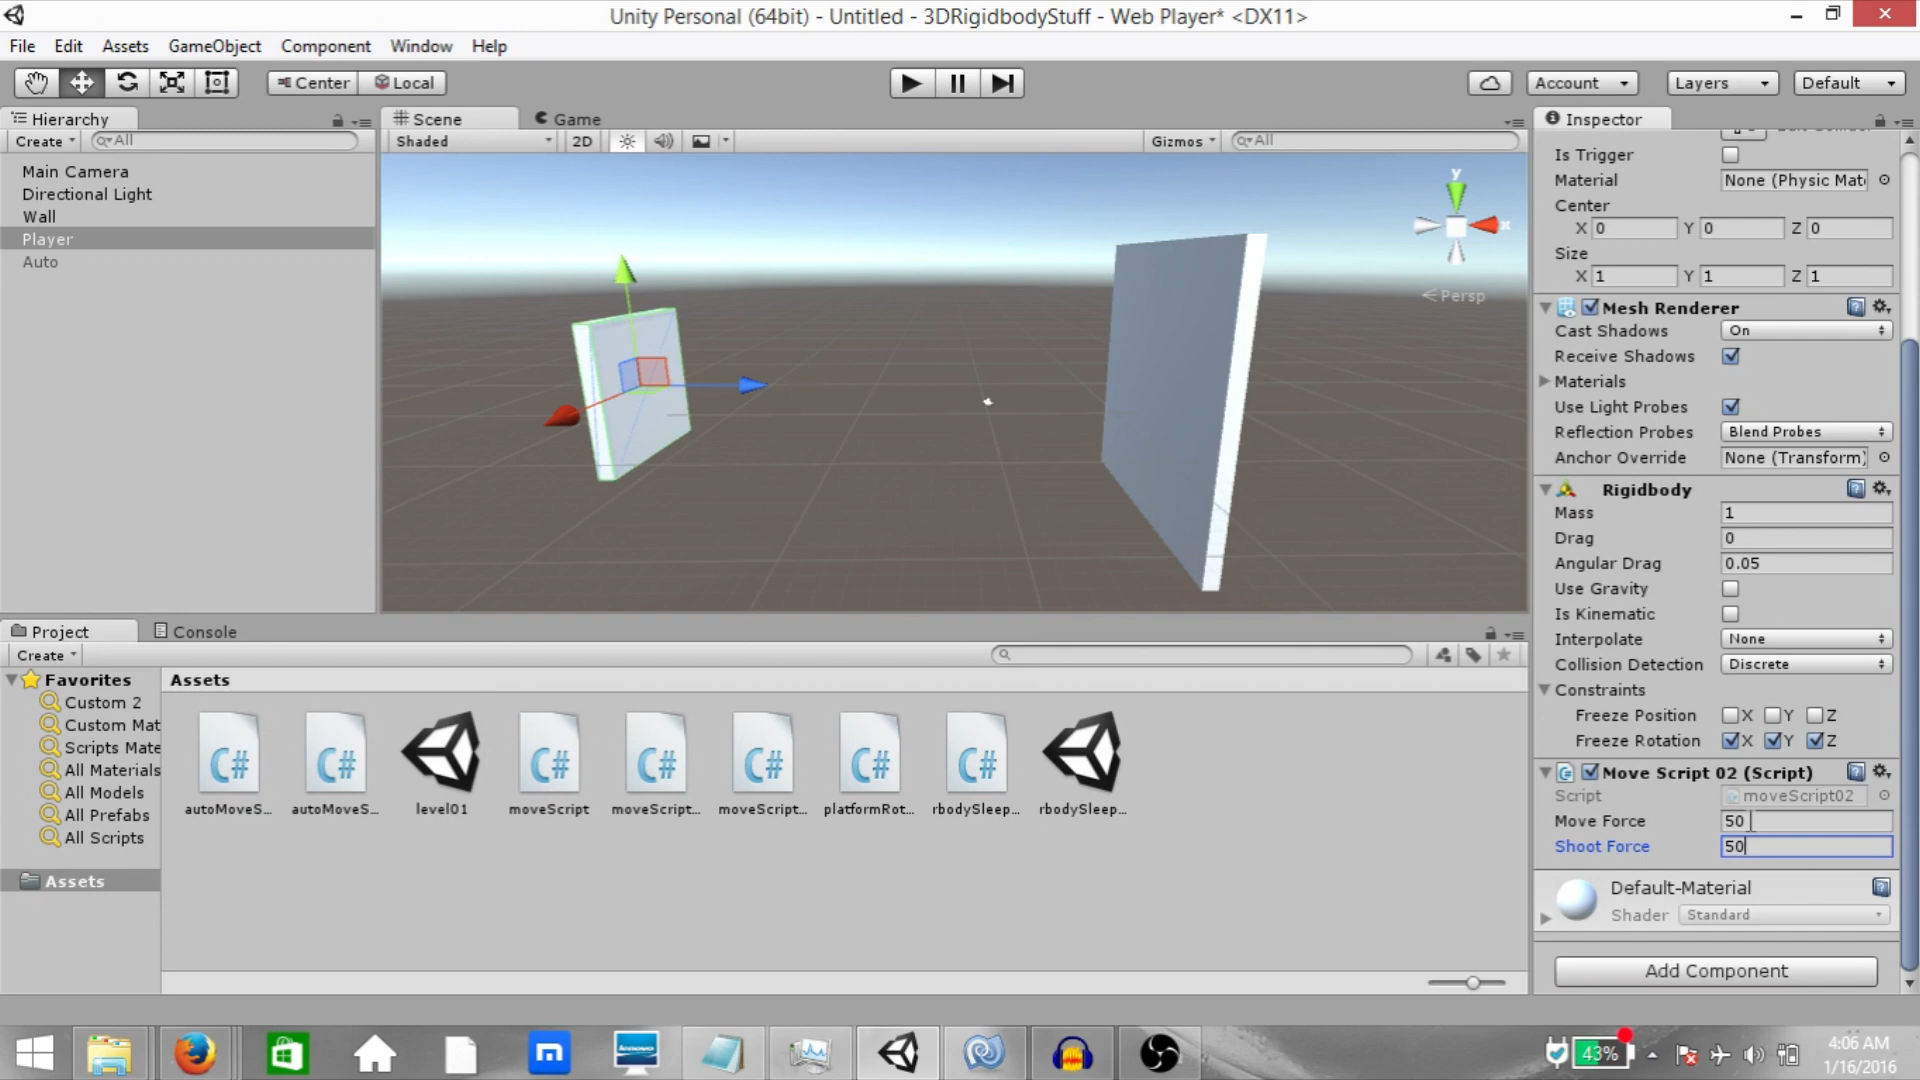 Unity Personal (64bit) - Untitled - 3DRigidbodyStuff - Web Player* <DX11>
File Edit Assets GameObject Component Window Help
Center Local Account Layers Default
Hierarchy
Create All
Main Camera
Directional Light
Wall
Player
Auto
Scene Game
Shaded 2D Gizmos All
y
x
Persp
Inspector
Is Trigger
Material None (Physic Mat
Center
X 0 Y 0 Z 0
Size
X 1 Y 1 Z 1
Mesh Renderer
Cast Shadows On
Receive Shadows
Materials
Use Light Probes
Reflection Probes Blend Probes
Anchor Override None (Transform)
Rigidbody
Mass 1
Drag 0
Angular Drag 0.05
Use Gravity
Is Kinematic
Interpolate None
Collision Detection Discrete
Constraints
Freeze Position X Y Z
Freeze Rotation X Y Z
C# Move Script 02 (Script)
Script moveScript02
Move Force 50
Shoot Force 50
Default-Material
Shader Standard
Add Component
Project Console
Create
Favorites
Custom 2
Custom Mat
Scripts Mate
All Materials
All Models
All Prefabs
All Scripts
Assets
Assets
C# C# C# C# C# C# C#
autoMoveS... autoMoveS... level01 moveScript moveScript... moveScript... platformRot... rbodySleep... rbodySleep...
m
lenovo
43%
4:06 AM
1/16/2016